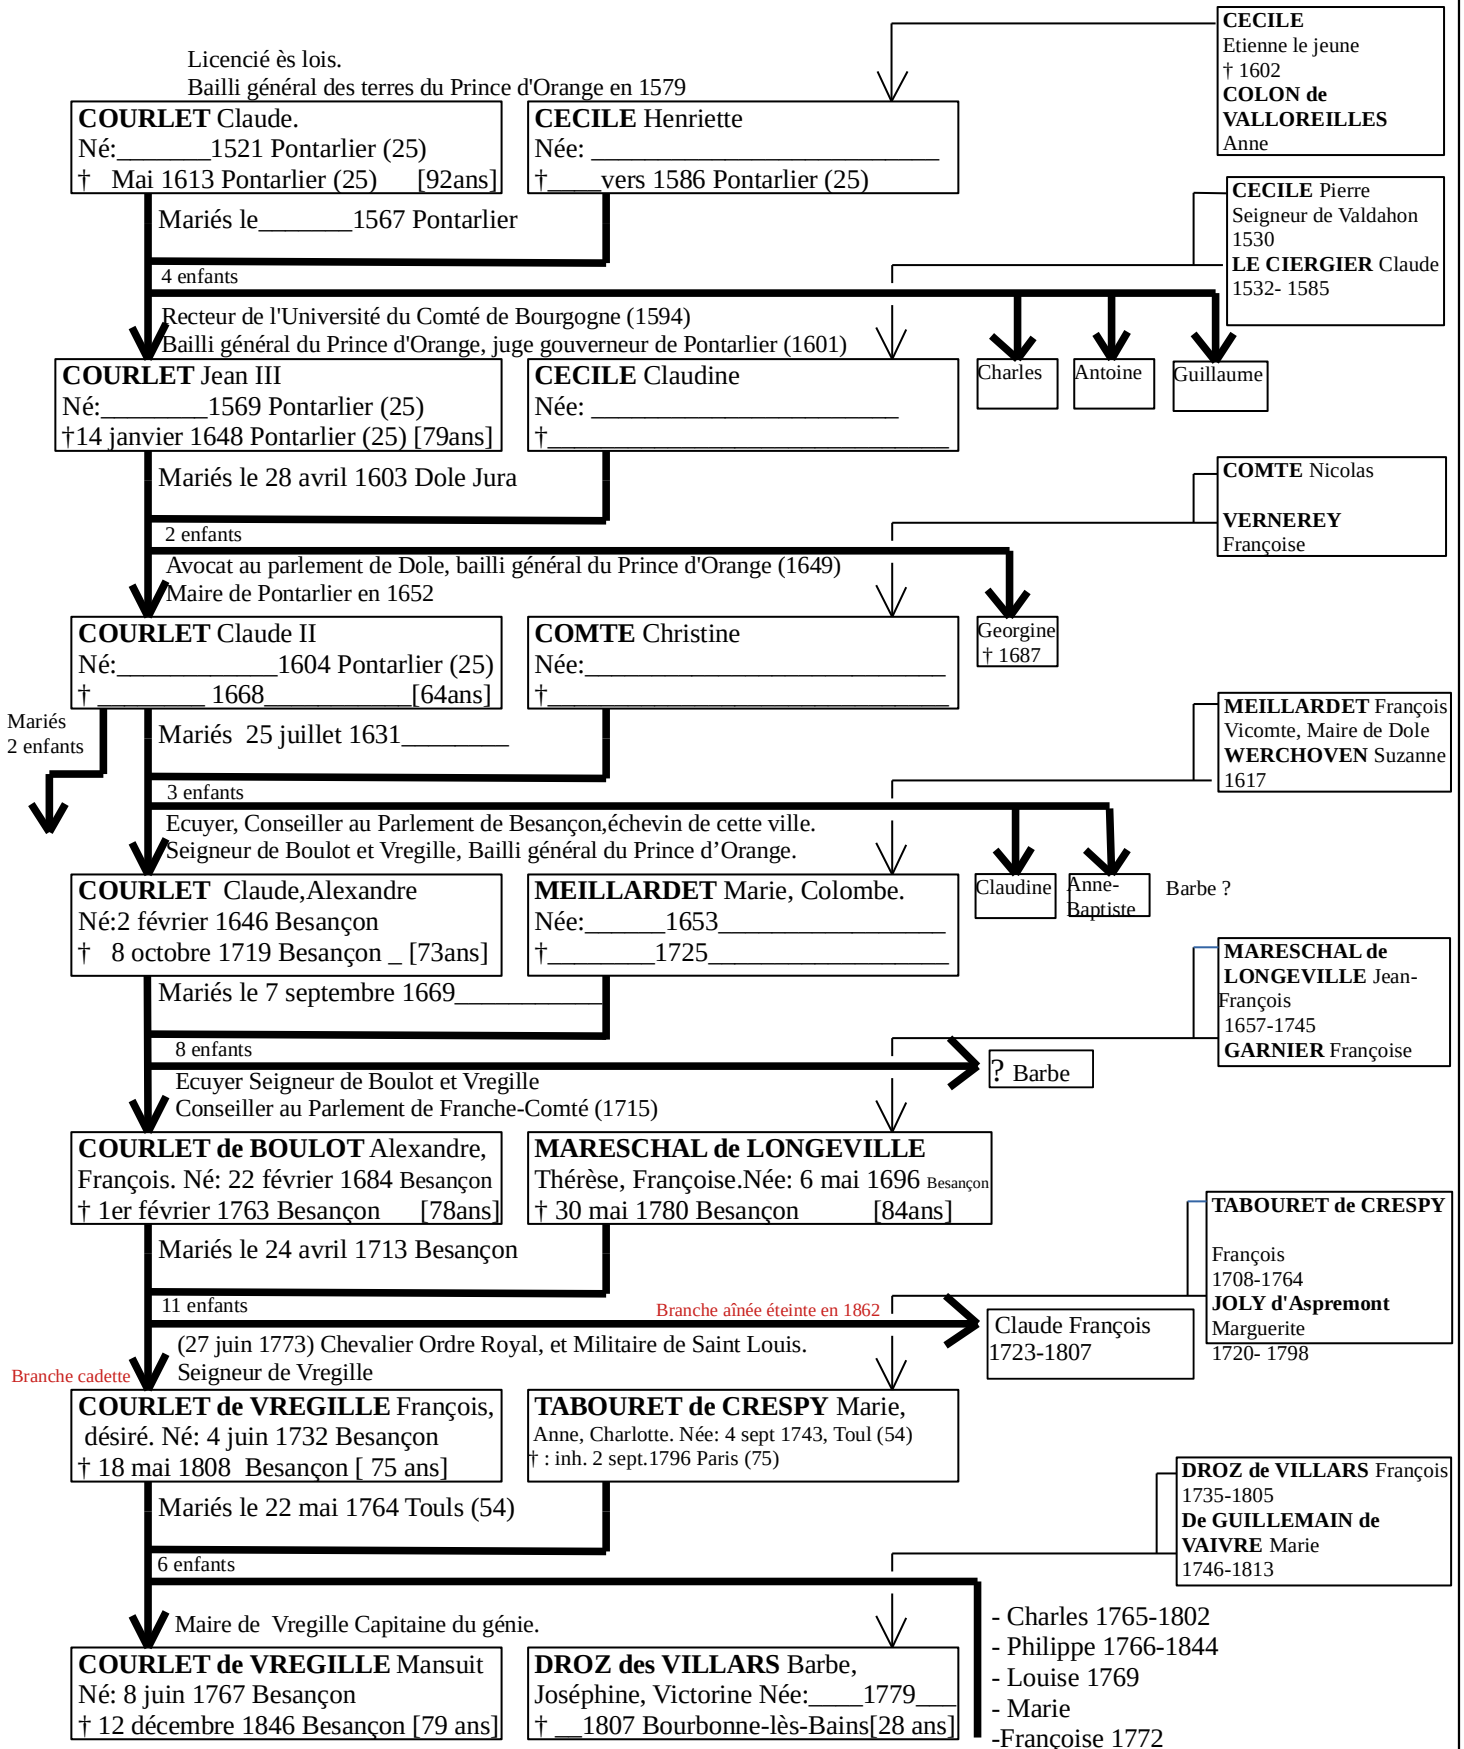 CECILE
Etienne le jeune
† 1602
COLON de
VALLOREILLES
Anne
Licencié ès lois.
Bailli général des terres du Prince d'Orange en 1579
COURLET Claude.
Né:_______1521 Pontarlier (25)
† Mai 1613 Pontarlier (25) [92ans]
CECILE Henriette
Née: __________________________
†____vers 1586 Pontarlier (25)
Mariés le_______1567 Pontarlier
CECILE Pierre
Seigneur de Valdahon
1530
LE CIERGIER Claude
1532- 1585
4 enfants
Recteur de l'Université du Comté de Bourgogne (1594)
Bailli général du Prince d'Orange, juge gouverneur de Pontarlier (1601)
COURLET Jean III
Né:________1569 Pontarlier (25)
†14 janvier 1648 Pontarlier (25) [79ans]
CECILE Claudine
Née: _______________________
†______________________________
Charles
Antoine
Guillaume
Mariés le 28 avril 1603 Dole Jura
COMTE Nicolas
VERNEREY
Françoise
2 enfants
Avocat au parlement de Dole, bailli général du Prince d'Orange (1649)
Maire de Pontarlier en 1652
COURLET Claude II
Né:____________1604 Pontarlier (25)
† ________ 1668___________[64ans]
COMTE Christine
Née:___________________________
†______________________________
Georgine
† 1687
Mariés
2 enfants
Mariés 25 juillet 1631________
MEILLARDET François
Vicomte, Maire de Dole
WERCHOVEN Suzanne
1617
3 enfants
Ecuyer, Conseiller au Parlement de Besançon,échevin de cette ville.
Seigneur de Boulot et Vregille, Bailli général du Prince d’Orange.
COURLET Claude,Alexandre
Né:2 février 1646 Besançon
† 8 octobre 1719 Besançon _ [73ans]
MEILLARDET Marie, Colombe.
Née:______1653_________________
†________1725__________________
Claudine
Anne-
Baptiste
Barbe ?
Mariés le 7 septembre 1669___________
MARESCHAL de
LONGEVILLE Jean-
François
1657-1745
GARNIER Françoise
8 enfants
? Barbe
Ecuyer Seigneur de Boulot et Vregille
Conseiller au Parlement de Franche-Comté (1715)
COURLET de BOULOT Alexandre,
François. Né: 22 février 1684 Besançon
† 1er février 1763 Besançon [78ans]
MARESCHAL de LONGEVILLE
Thérèse, Françoise.Née: 6 mai 1696 Besançon
† 30 mai 1780 Besançon [84ans]
Mariés le 24 avril 1713 Besançon
TABOURET de CRESPY
François
1708-1764
JOLY d'Aspremont
Marguerite
1720- 1798
11 enfants
Branche aînée éteinte en 1862
Claude François
1723-1807
(27 juin 1773) Chevalier Ordre Royal, et Militaire de Saint Louis.
Seigneur de Vregille
Branche cadette
COURLET de VREGILLE François,
désiré. Né: 4 juin 1732 Besançon
† 18 mai 1808 Besançon [ 75 ans]
TABOURET de CRESPY Marie,
Anne, Charlotte. Née: 4 sept 1743, Toul (54)
† : inh. 2 sept.1796 Paris (75)
Mariés le 22 mai 1764 Touls (54)
DROZ de VILLARS François
1735-1805
De GUILLEMAIN de
VAIVRE Marie
1746-1813
6 enfants
Maire de Vregille Capitaine du génie.
COURLET de VREGILLE Mansuit
Né: 8 juin 1767 Besançon
† 12 décembre 1846 Besançon [79 ans]
DROZ des VILLARS Barbe,
Joséphine, Victorine Née:____1779___
† __1807 Bourbonne-lès-Bains[28 ans]
- Charles 1765-1802
- Philippe 1766-1844
- Louise 1769
- Marie
-Françoise 1772